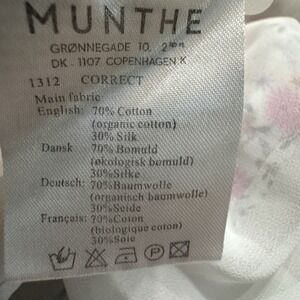 MUNTHE
GRØNNEGADE 10, 2ⁿᵈ
DK - 1107 COPENHAGEN K
1312 CORRECT
Main fabric
English: 70% Cotton
(organic cotton)
30% Silk
Dansk 70% Bomuld
(økologisk bomuld)
30%Silke
Deutsch: 70%Baumwolle
(organisch baumwolle)
30%Seide
Français: 70%Coton
(biologique coton)
30%Soie
P